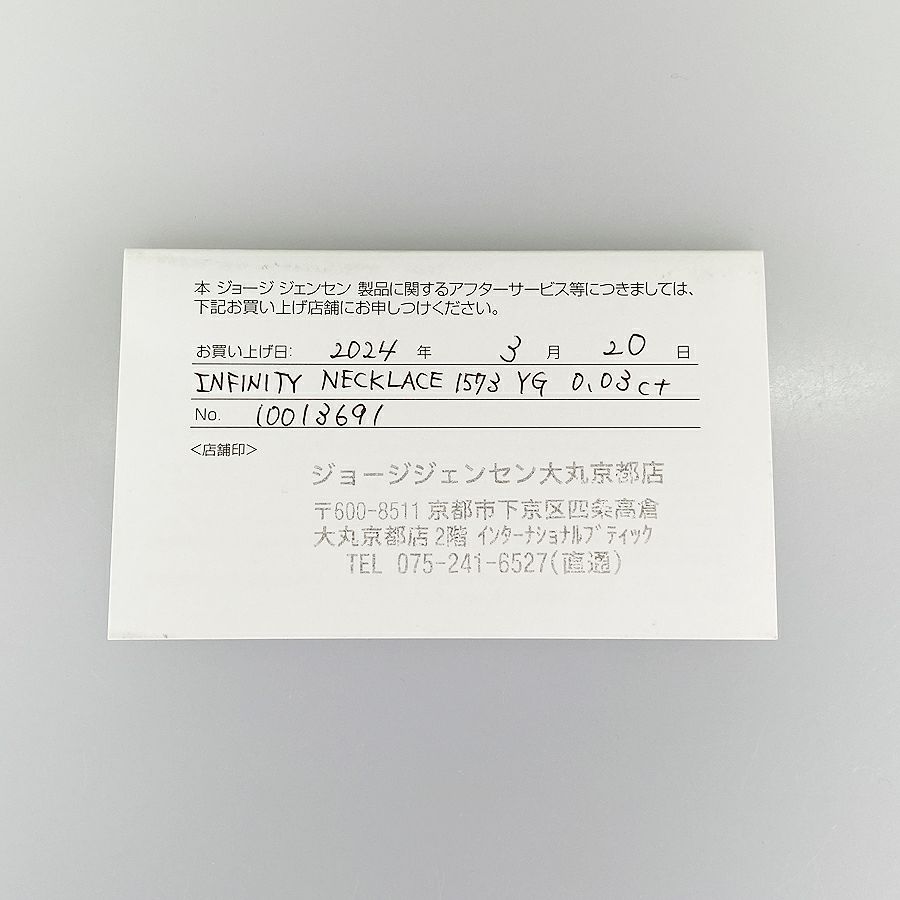 本 ジョージ ジェンセン 製品に関するアフターサービス等につきましては、
下記お買い上げ店舗にお申しつけください。
お買い上げ日: 2024 年 3 月 20 日
INFINITY NECKLACE 1573 YG 0.03ct
No. 10013691
<店舗印>
ジョージジェンセン大丸京都店
〒600-8511 京都市下京区四条高倉
大丸京都店2階 インターナショナルブティック
TEL 075-241-6527(直通)